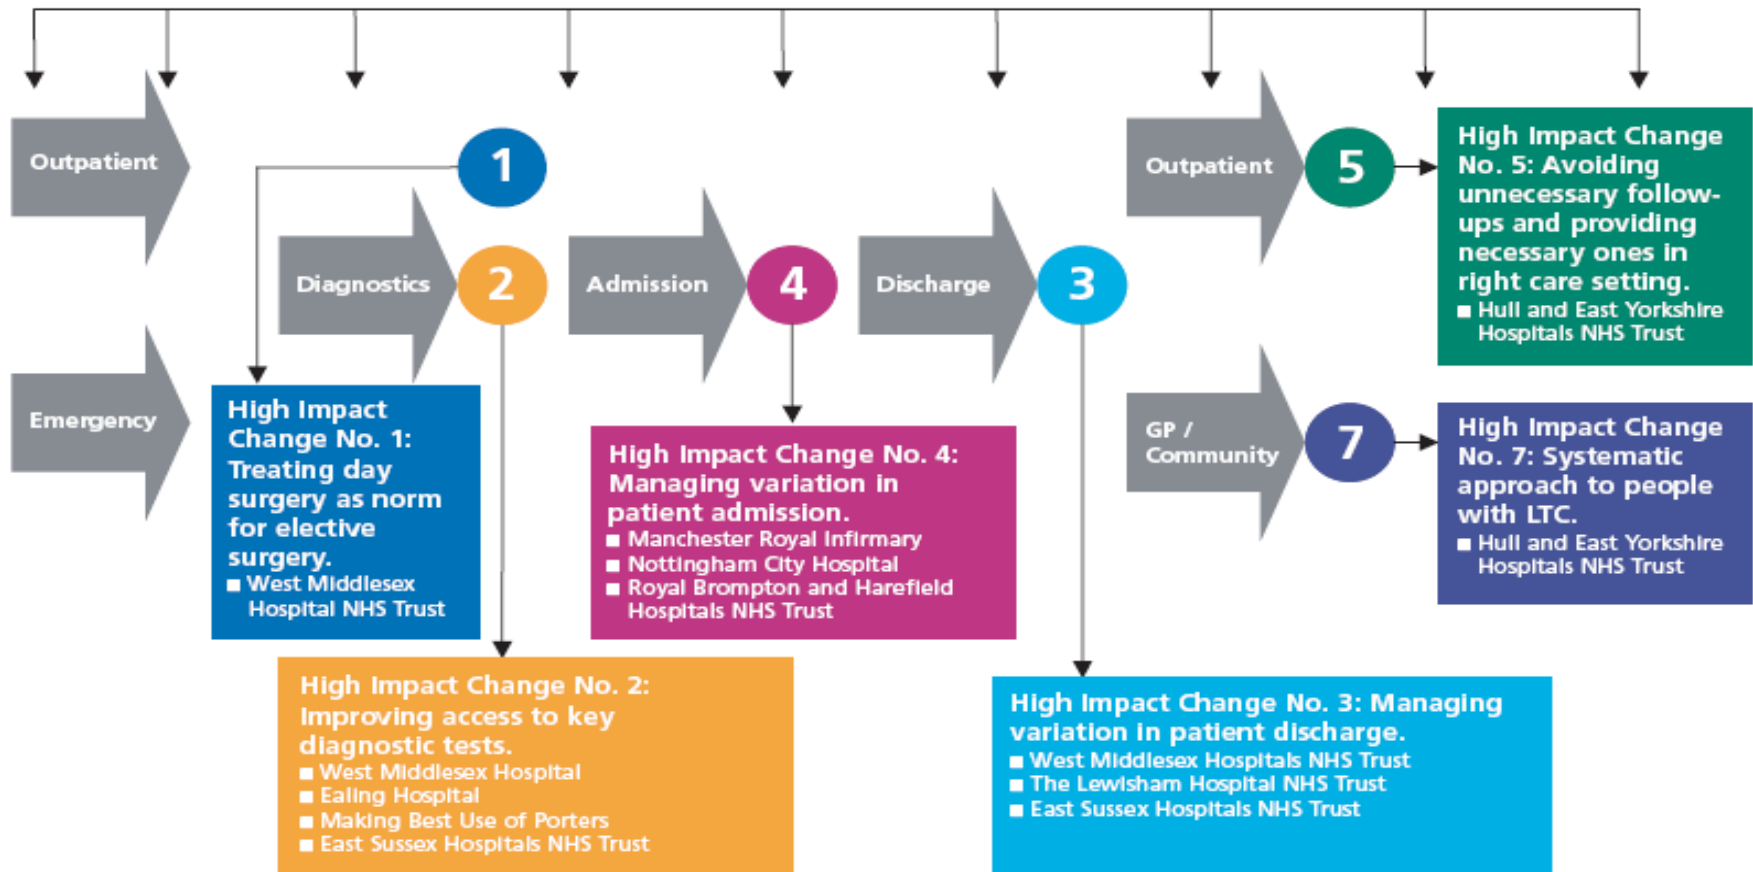 Outpatient
1
Outpatient
5
High Impact Change
No. 5: Avoiding
unnecessary follow-
ups and providing
necessary ones in
right care setting.
■ Hull and East Yorkshire
Hospitals NHS Trust
Diagnostics
2
Admission
4
Discharge
3
Emergency
High Impact
Change No. 1:
Treating day
surgery as norm
for elective
surgery.
■ West Middlesex
Hospital NHS Trust
High Impact Change No. 4:
Managing variation in
patient admission.
■ Manchester Royal Infirmary
■ Nottingham City Hospital
■ Royal Brompton and Harefield
Hospitals NHS Trust
GP /
Community
7
High Impact Change
No. 7: Systematic
approach to people
with LTC.
■ Hull and East Yorkshire
Hospitals NHS Trust
High Impact Change No. 2:
Improving access to key
diagnostic tests.
■ West Middlesex Hospital
■ Ealing Hospital
■ Making Best Use of Porters
■ East Sussex Hospitals NHS Trust
High Impact Change No. 3: Managing
variation in patient discharge.
■ West Middlesex Hospitals NHS Trust
■ The Lewisham Hospital NHS Trust
■ East Sussex Hospitals NHS Trust